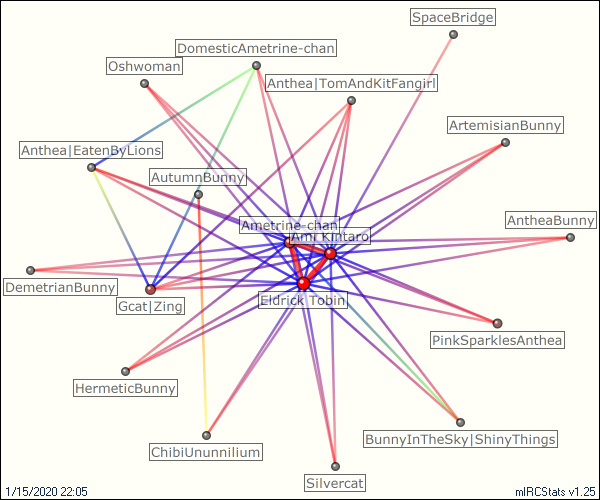 SpaceBridge
DomesticAmetrine-chan
Oshwoman
Anthea|TomAndKitFangirl
ArtemisianBunny
Anthea|EatenByLions
AutumnBunny
AntheaBunny
Ametrine-chan
Amil Kintaro
DemetrianBunny
Gcat|Zing
Eldrick Tobin
PinkSparklesAnthea
HermeticBunny
BunnyInTheSky|ShinyThings
ChibiUnunnilium
Silvercat
1/15/2020 22:05
mIRCStats v1.25